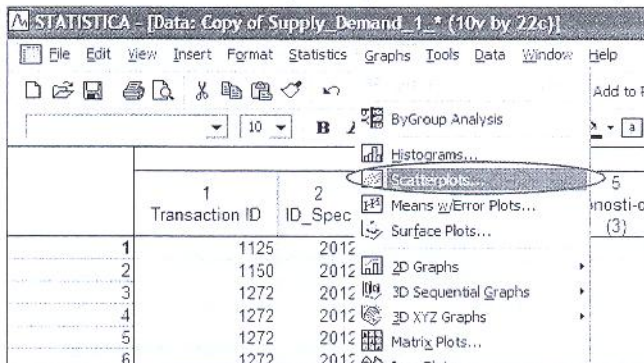 STATISTICA - [Data: Copy of Supply_Demand_1_* (10v by 22c)]
File Edit View Insert Format Statistics Graphs Tools Data Window Help
Add to
10 B
ByGroup Analysis
Histograms...
Scatterplots...
Means w/Error Plots...
Surface Plots...
2D Graphs
3D Sequential Graphs
3D XYZ Graphs
Matrix Plots...
1 2 5
Transaction ID ID_Spec nosti-c
(3)
1 1125 2012
2 1150 2012
3 1272 2012
4 1272 2012
5 1272 2012
6 1272 2012